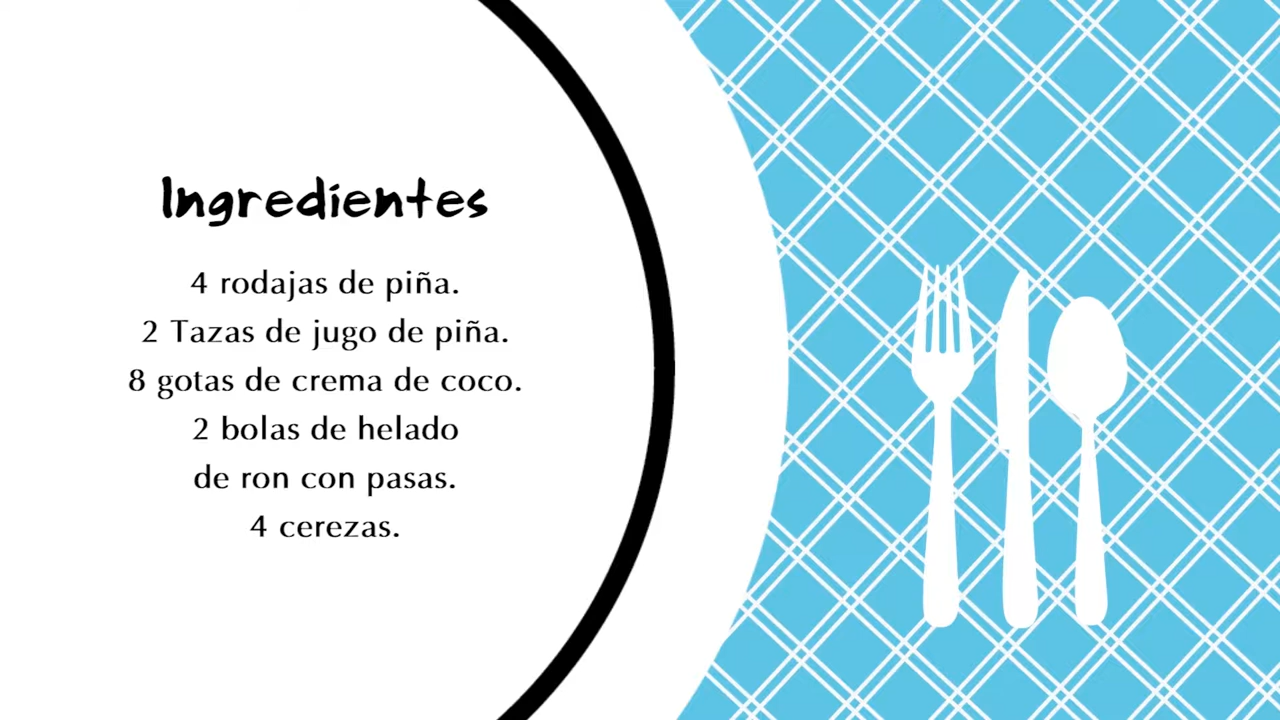 Ingredientes
4 rodajas de piña.
2 Tazas de jugo de piña.
8 gotas de crema de coco.
2 bolas de helado
de ron con pasas.
4 cerezas.